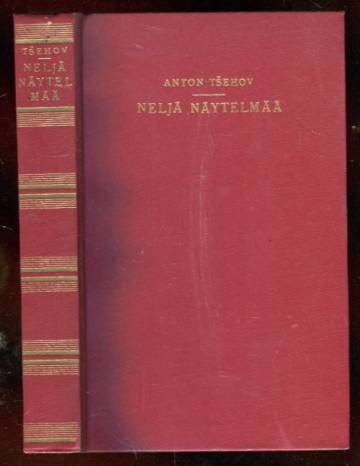 TŠEHOV
NELJÄ
NÄYTEL
MÄÄ
ANTON TŠEHOV
NELJÄ NÄYTELMÄÄ